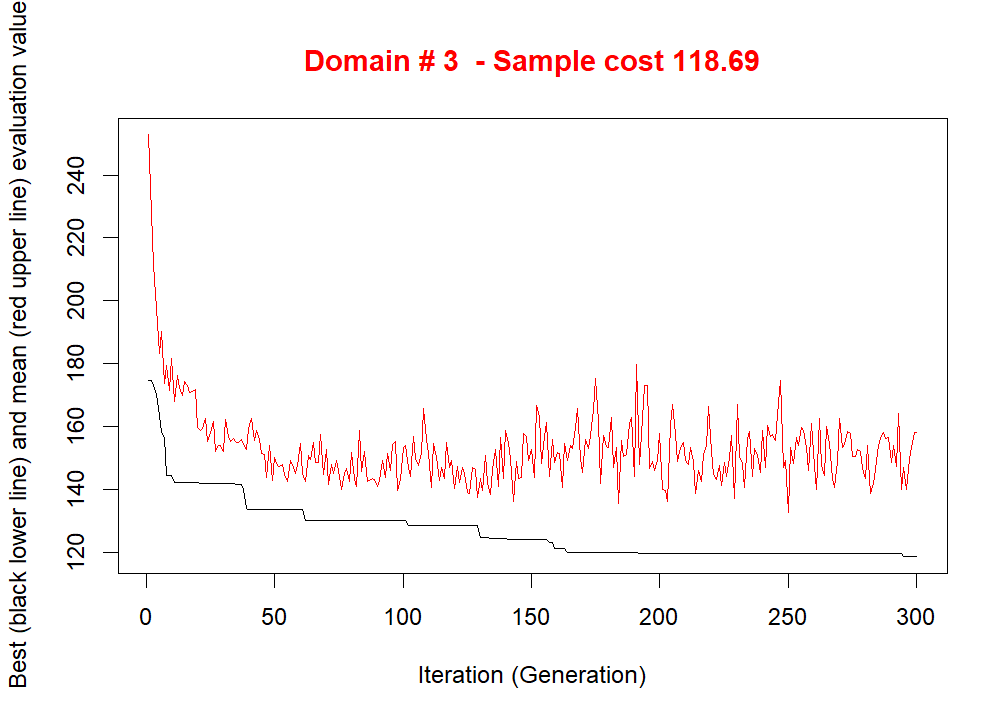 Domain # 3  - Sample cost 118.69
Best (black lower line) and mean (red upper line) evaluation value
240
220
200
180
160
140
120
0 50 100 150 200 250 300
Iteration (Generation)